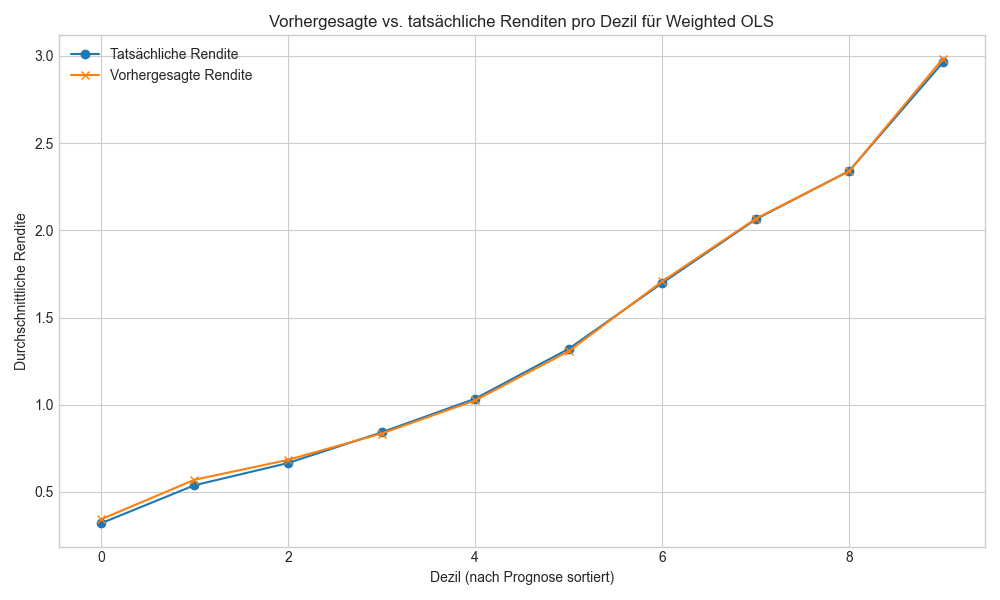 Vorhergesagte vs. tatsächliche Renditen pro Dezil für Weighted OLS
Tatsächliche Rendite
Vorhergesagte Rendite
Durchschnittliche Rendite
3.0
2.5
2.0
1.5
1.0
0.5
0 2 4 6 8
Dezil (nach Prognose sortiert)